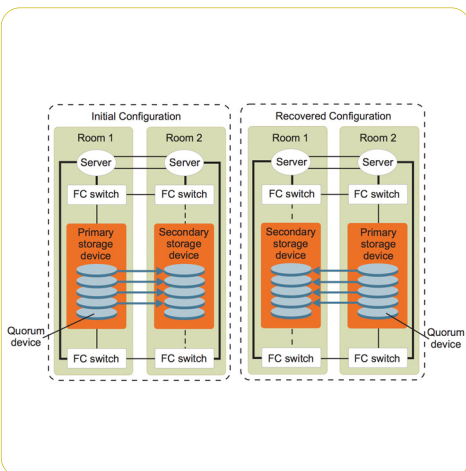 Initial Configuration
Room 1
Room 2
Server
Server
FC switch
FC switch
Primary
storage
device
Secondary
storage
device
Quorum
device
FC switch
FC switch
Recovered Configuration
Room 1
Room 2
Server
Server
FC switch
FC switch
Secondary
storage
device
Primary
storage
device
Quorum
device
FC switch
FC switch